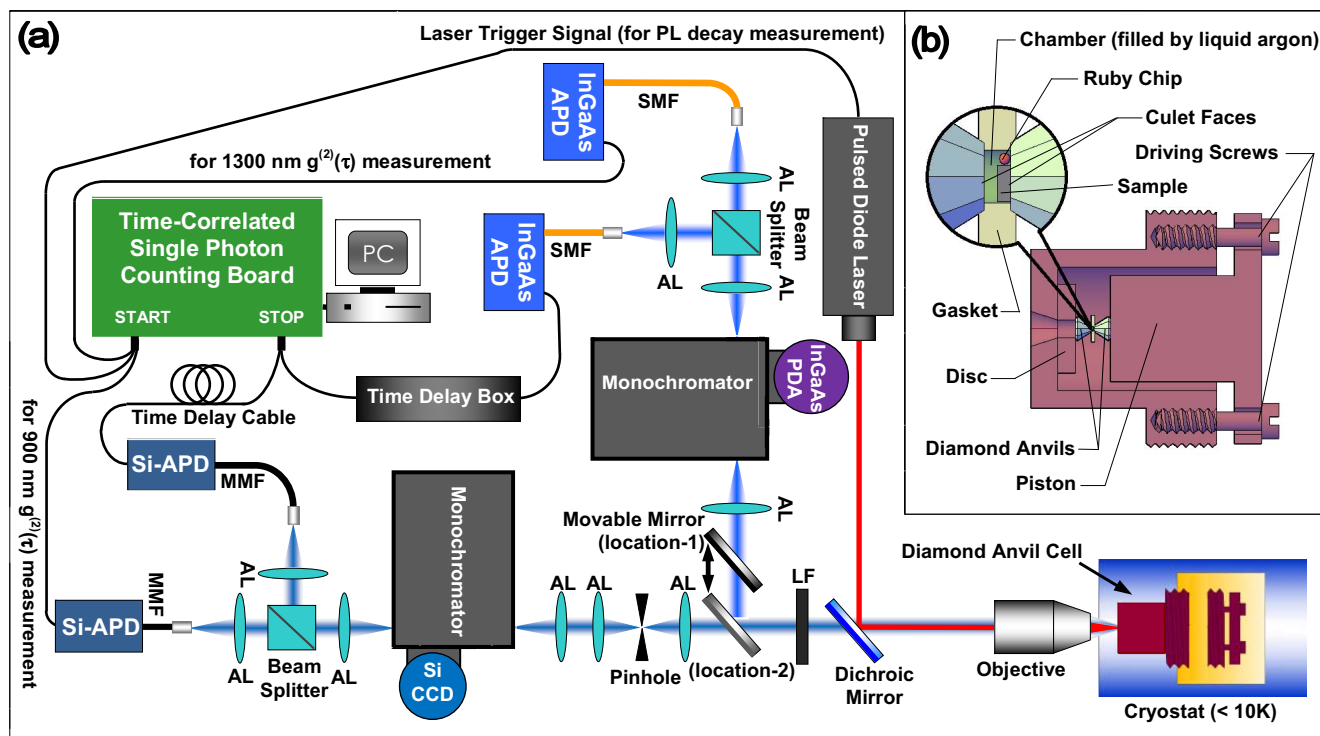 (a)
Laser Trigger Signal (for PL decay measurement)
InGaAs
APD
SMF
for 1300 nm g(2)(τ) measurement
Time-Correlated
Single Photon
Counting Board
START
STOP
PC
InGaAs
APD
SMF
AL
AL
Beam
Splitter
AL
Pulsed Diode Laser
Time Delay Cable
Time Delay Box
Monochromator
InGaAs
PDA
for 900 nm g(2)(τ) measurement
Si-APD
MMF
Monochromator
AL
Movable Mirror
(location-1)
AL
MMF
Si-APD
AL
Beam
Splitter
AL
Si
CCD
AL
AL
Pinhole
AL
(location-2)
LF
Dichroic
Mirror
Objective
Diamond Anvil Cell
Cryostat (< 10K)
(b)
Chamber (filled by liquid argon)
Ruby Chip
Culet Faces
Driving Screws
Sample
Gasket
Disc
Diamond Anvils
Piston